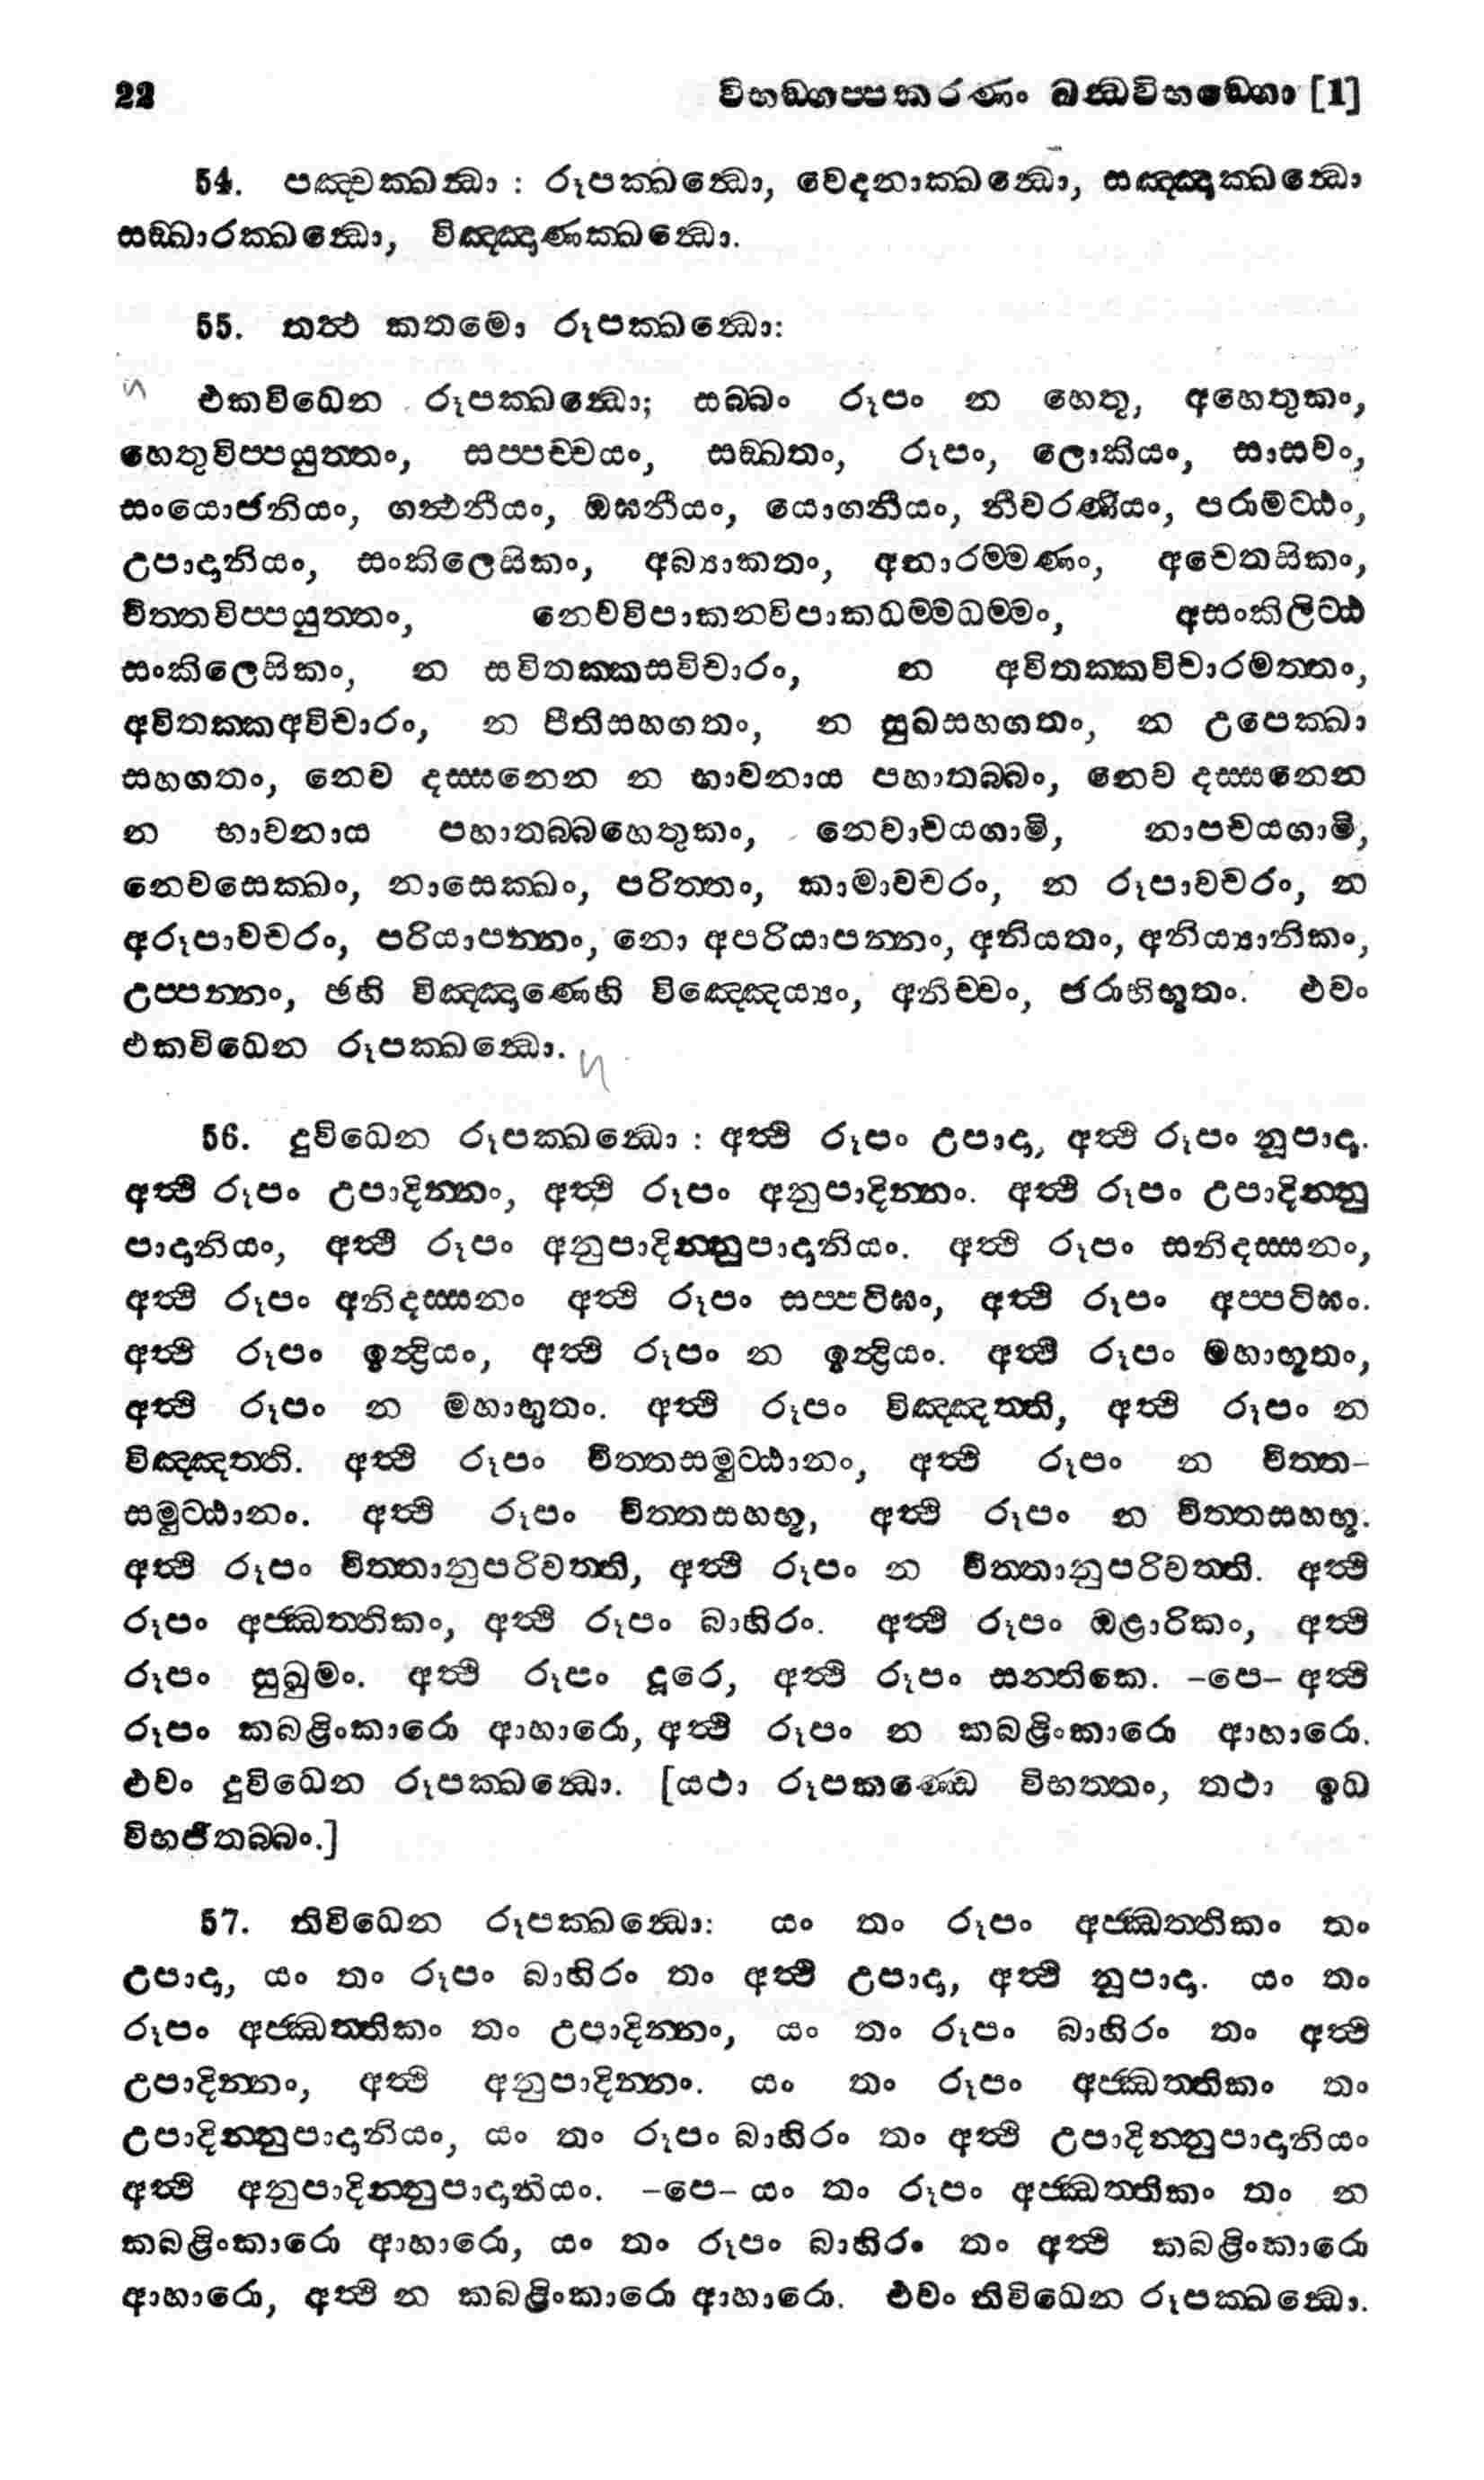 22 විභඞ්ගප්පකරණං ඛන්ධවිභඞ්ගො [1]
54. පඤ්චක්ඛන්ධා : රූපක්ඛන්ධො, වෙදනාක්ඛන්ධො, සඤ්ඤාක්ඛන්ධො
සඞ්ඛාරක්ඛන්ධො, විඤ්ඤාණක්ඛන්ධො.
55. තත්ථ කතමො රූපක්ඛන්ධො:
එකවිධෙන රූපක්ඛන්ධො; සබ්බං රූපං න හෙතු, අහෙතුකං,
හෙතුවිප්පයුත්තං, සප්පච්චයං, සඞ්ඛතං, රූපං, ලොකියං, සාසවං,
සංයොජනියං, ගන්ථනීයං, ඔඝනීයං, යොගනීයං, නීවරණීයං, පරාමට්ඨං,
උපාදානියං, සංකිලෙසිකං, අබ්‍යාකතං, අනාරම්මණං, අචෙතසිකං,
චිත්තවිප්පයුත්තං, නෙවවිපාකනවිපාකධම්මධම්මං, අසංකිලිට්ඨ
සංකිලෙසිකං, න සවිතක්කසවිචාරං, න අවිතක්කවිචාරමත්තං,
අවිතක්කඅවිචාරං, න පීතිසහගතං, න සුඛසහගතං, න උපෙක්ඛා
සහගතං, නෙව දස්සනෙන න භාවනාය පහාතබ්බං, නෙව දස්සනෙන
න භාවනාය පහාතබ්බහෙතුකං, නෙවාචයගාමි, නාපචයගාමි,
නෙවසෙක්ඛං, නාසෙක්ඛං, පරිත්තං, කාමාවචරං, න රූපාවචරං, න
අරූපාවචරං, පරියාපන්නං, නො අපරියාපන්නං, අනියතං, අනිය්‍යානිකං,
උප්පන්නං, ඡහි විඤ්ඤාණෙහි විඤ්ඤෙය්‍යං, අනිච්චං, ජරාභිභූතං. එවං
එකවිධෙන රූපක්ඛන්ධො.
56. දුවිධෙන රූපක්ඛන්ධො : අත්ථි රූපං උපාදා, අත්ථි රූපං නූපාදා.
අත්ථි රූපං උපාදින්නං, අත්ථි රූපං අනුපාදින්නං. අත්ථි රූපං උපාදින්නු
පාදානියං, අත්ථි රූපං අනුපාදින්නුපාදානියං. අත්ථි රූපං සනිදස්සනං,
අත්ථි රූපං අනිදස්සනං අත්ථි රූපං සප්පටිඝං, අත්ථි රූපං අප්පටිඝං.
අත්ථි රූපං ඉන්ද්‍රියං, අත්ථි රූපං න ඉන්ද්‍රියං. අත්ථි රූපං මහාභූතං,
අත්ථි රූපං න මහාභූතං. අත්ථි රූපං විඤ්ඤත්ති, අත්ථි රූපං න
විඤ්ඤත්ති. අත්ථි රූපං චිත්තසමුට්ඨානං, අත්ථි රූපං න චිත්ත-
සමුට්ඨානං. අත්ථි රූපං චිත්තසහභූ, අත්ථි රූපං න චිත්තසහභූ.
අත්ථි රූපං චිත්තානුපරිවත්ති, අත්ථි රූපං න චිත්තානුපරිවත්ති. අත්ථි
රූපං අජ්ඣත්තිකං, අත්ථි රූපං බාහිරං. අත්ථි රූපං ඔළාරිකං, අත්ථි
රූපං සුඛුමං. අත්ථි රූපං දූරෙ, අත්ථි රූපං සන්තිකෙ. –පෙ– අත්ථි
රූපං කබළිංකාරො ආහාරො, අත්ථි රූපං න කබළිංකාරො ආහාරො.
එවං දුවිධෙන රූපක්ඛන්ධො. [යථා රූපකණ්ඩෙ විභත්තං, තථා ඉධ
විභජිතබ්බං.]
57. තිවිධෙන රූපක්ඛන්ධො: යං තං රූපං අජ්ඣත්තිකං තං
උපාදා, යං තං රූපං බාහිරං තං අත්ථි උපාදා, අත්ථි නූපාදා. යං තං
රූපං අජ්ඣත්තිකං තං උපාදින්නං, යං තං රූපං බාහිරං තං අත්ථි
උපාදින්නං, අත්ථි අනුපාදින්නං. යං තං රූපං අජ්ඣත්තිකං තං
උපාදින්නුපාදානියං, යං තං රූපං බාහිරං තං අත්ථි උපාදින්නුපාදානියං
අත්ථි අනුපාදින්නුපාදානියං. –පෙ– යං තං රූපං අජ්ඣත්තිකං තං න
කබළිංකාරො ආහාරො, යං තං රූපං බාහිරං තං අත්ථි කබළිංකාරො
ආහාරො, අත්ථි න කබළිංකාරො ආහාරො. එවං තිවිධෙන රූපක්ඛන්ධො.